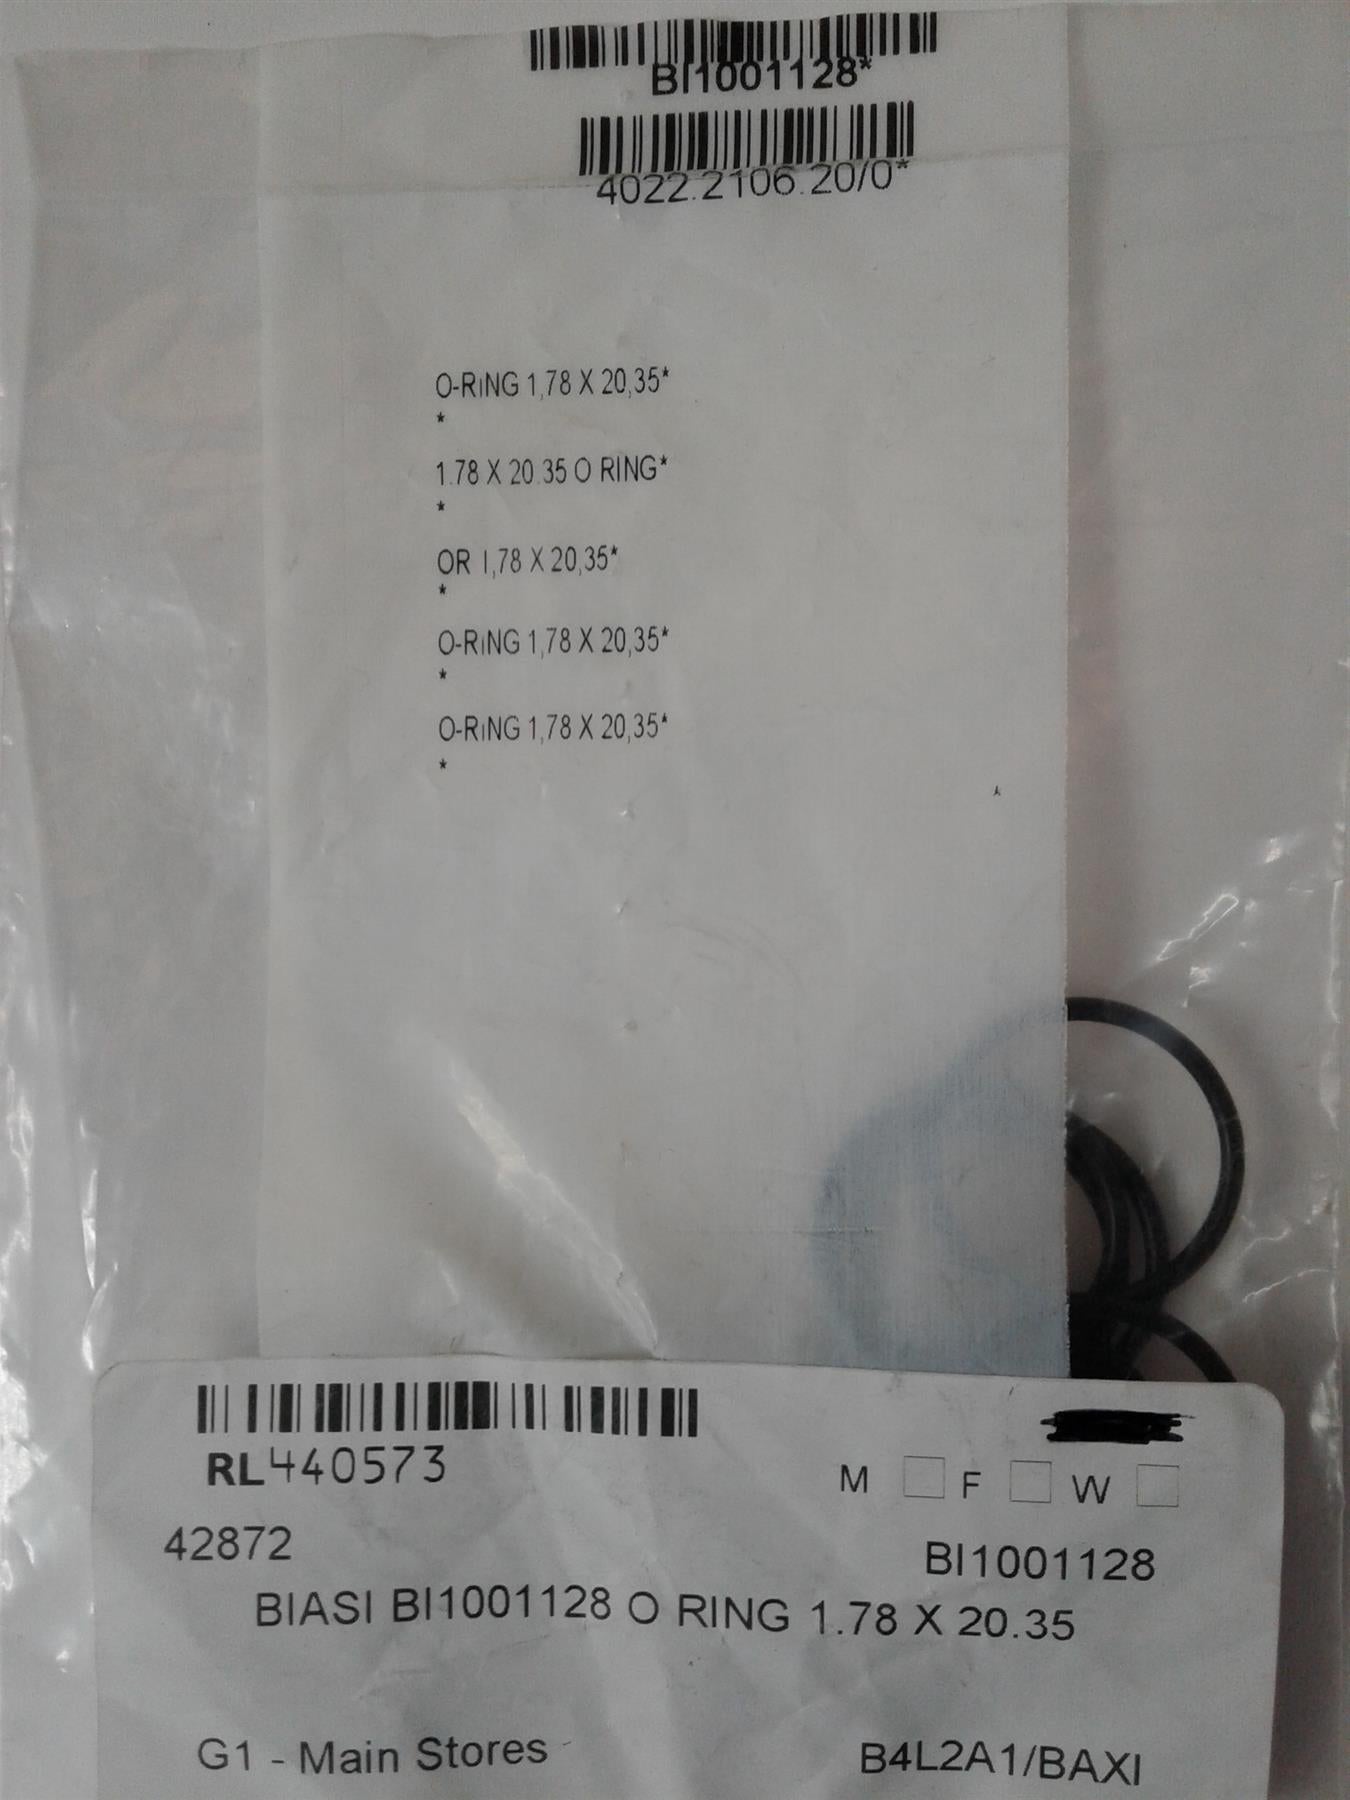 BI1001128*
4022.2106.20/0*
O-RiNG 1,78 X 20,35*
*
1.78 X 20.35 O RING*
*
OR 1,78 X 20,35*
*
O-RiNG 1,78 X 20,35*
*
O-RiNG 1,78 X 20,35*
*
RL440573
M F W
42872
BI1001128
BIASI BI1001128 O RING 1.78 X 20.35
G1 - Main Stores
B4L2A1/BAXI